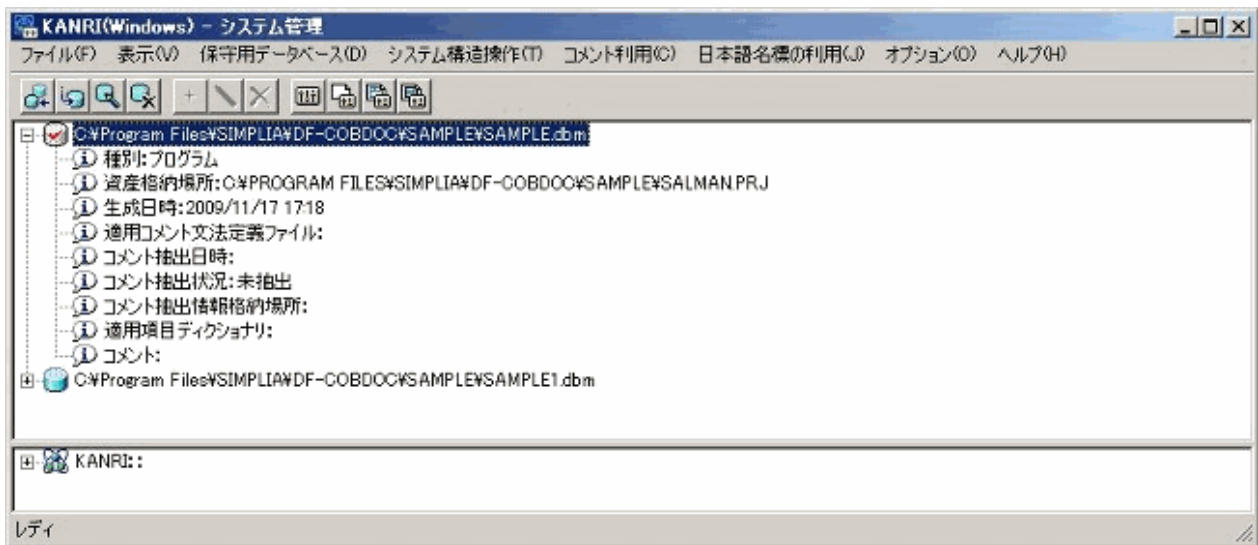 KANRI(Windows) - システム管理
ファイル(F) 表示(V) 保守用データベース(D) システム構造操作(T) コメント利用(C) 日本語名標の利用(J) オプション(O) ヘルプ(H)
C:¥Program Files¥SIMPLIA¥DF-COBDOC¥SAMPLE¥SAMPLE.dbm
種別:プログラム
資産格納場所:C:¥PROGRAM FILES¥SIMPLIA¥DF-COBDOC¥SAMPLE¥SALMAN.PRJ
生成日時:2009/11/17 17:18
適用コメント文法定義ファイル:
コメント抽出日時:
コメント抽出状況:未抽出
コメント抽出情報格納場所:
適用項目ディクショナリ:
コメント:
C:¥Program Files¥SIMPLIA¥DF-COBDOC¥SAMPLE¥SAMPLE1.dbm
KANRI::
レディ